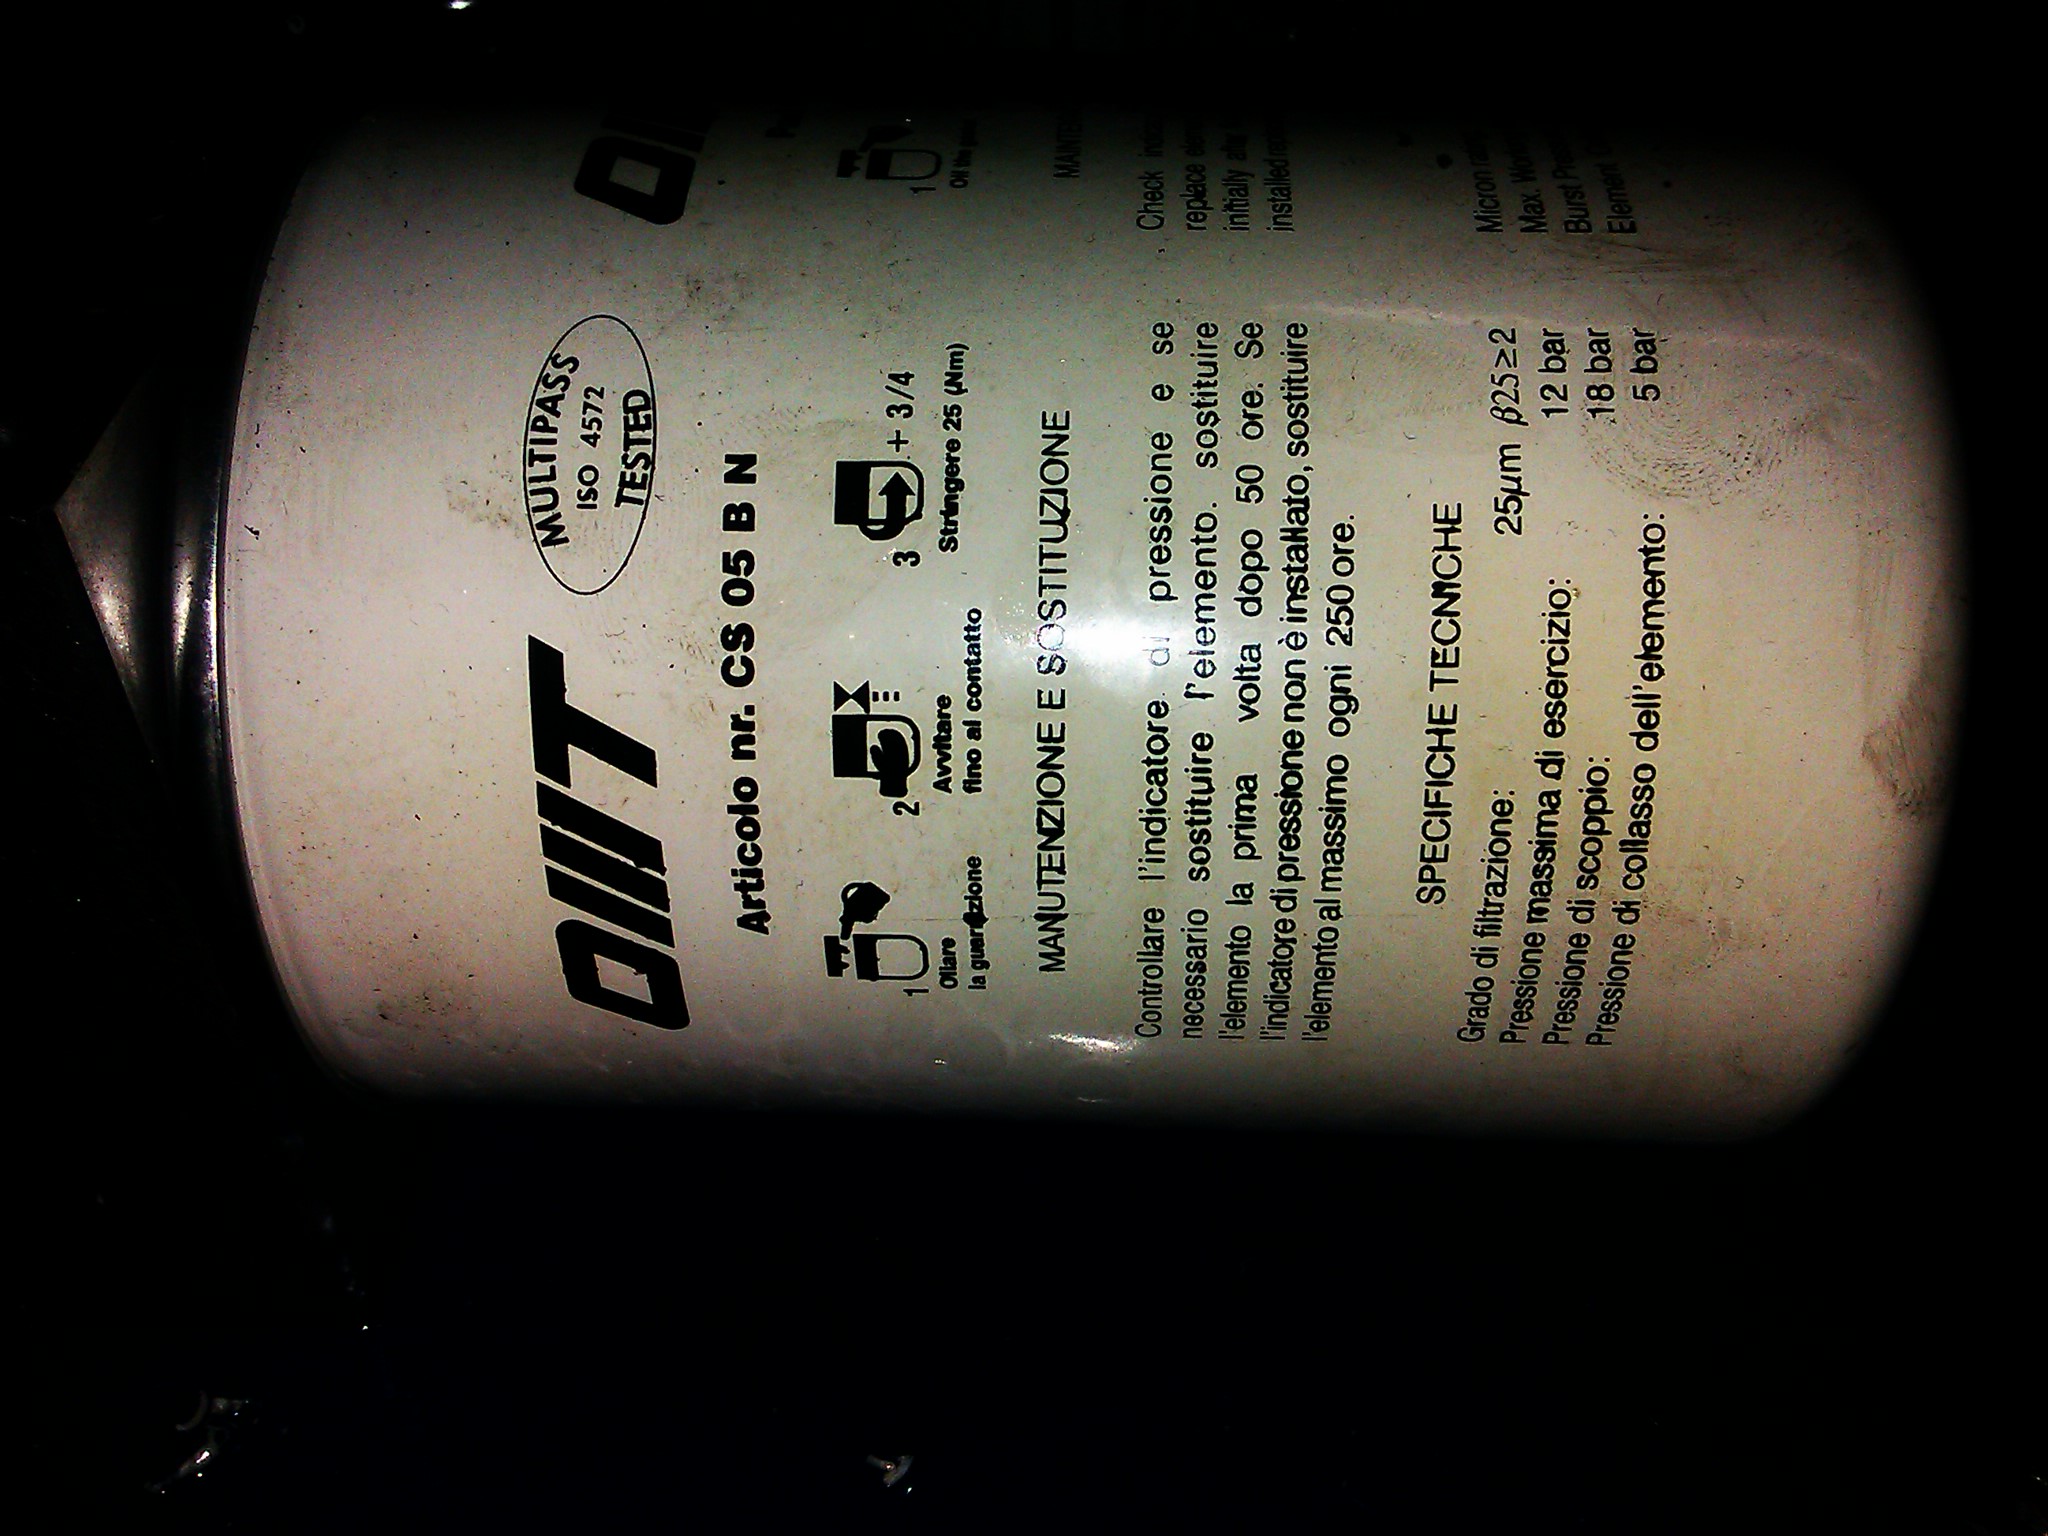 OIIT
MULTIPASS
ISO 4572
TESTED
Articolo nr. CS 05 B N
1
Oliare
la guarnizione
2
Avvitare
fino al contatto
3
+ 3/4
Stringere 25 (Nm)
MANUTENZIONE E SOSTITUZIONE
Controllare l'indicatore di pressione e se
necessario sostituire l'elemento. sostituire
l'elemento la prima volta dopo 50 ore. Se
l'indicatore di pressione non è installato, sostituire
l'elemento al massimo ogni 250 ore.
SPECIFICHE TECNICHE
Grado di filtrazione: 25µm β25≥2
Pressione massima di esercizio: 12 bar
Pressione di scoppio: 18 bar
Pressione di collasso dell'elemento: 5 bar
1
Oil the
Check
replace
initially
installed
Micron
Max.
Burst
Element